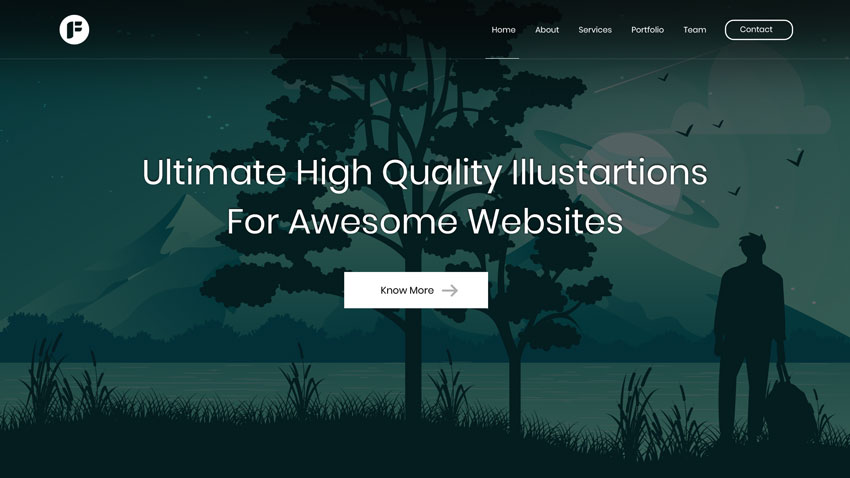 F
Home About Services Portfolio Team Contact
Ultimate High Quality Illustartions
For Awesome Websites
Know More